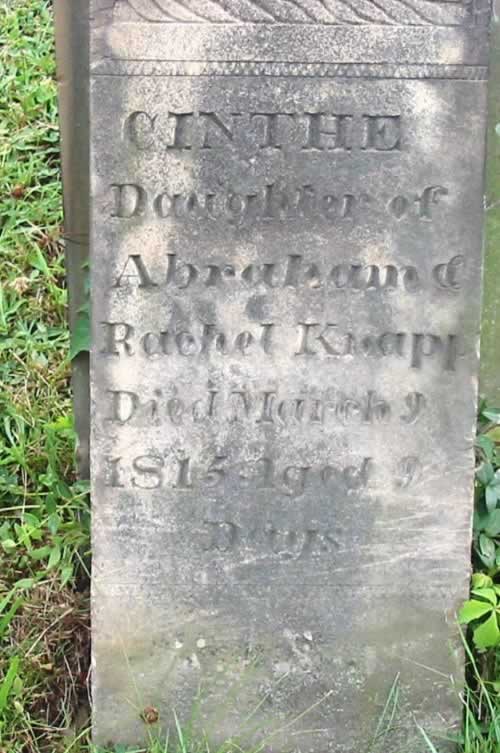 CINTHE
Daughter of
Abraham &
Rachel Knapp
Died March 9
1815 Aged 9
Days